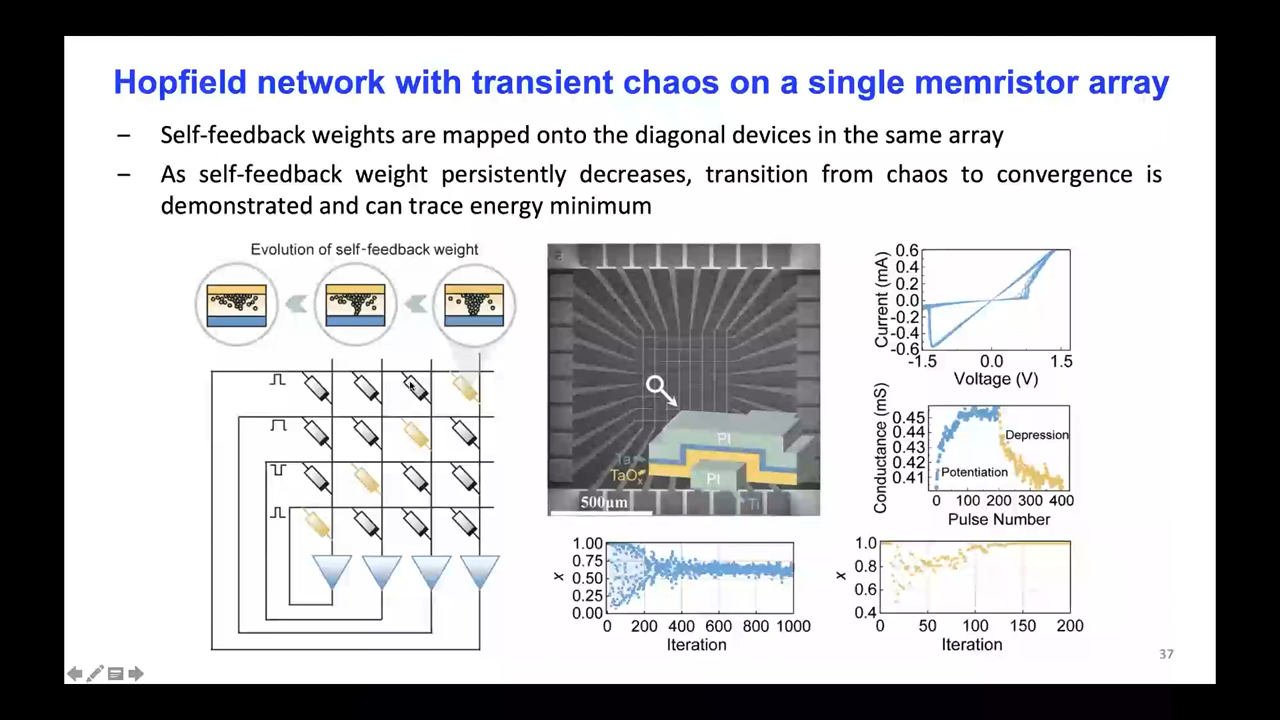 Hopfield network with transient chaos on a single memristor array
– Self-feedback weights are mapped onto the diagonal devices in the same array
– As self-feedback weight persistently decreases, transition from chaos to convergence is
demonstrated and can trace energy minimum
Evolution of self-feedback weight
Pt
Ta
TaOx
Pt
Ti
500μm
Current (mA)
0.6
0.4
0.2
0.0
-0.2
-0.4
-0.6
-1.5 0.0 1.5
Voltage (V)
Conductance (mS)
0.45
0.44
0.43
0.42
0.41
Depression
Potentiation
0 100 200 300 400
Pulse Number
x
1.00
0.75
0.50
0.25
0.00
0 200 400 600 800 1000
Iteration
x
1.0
0.8
0.6
0.4
0 50 100 150 200
Iteration
37